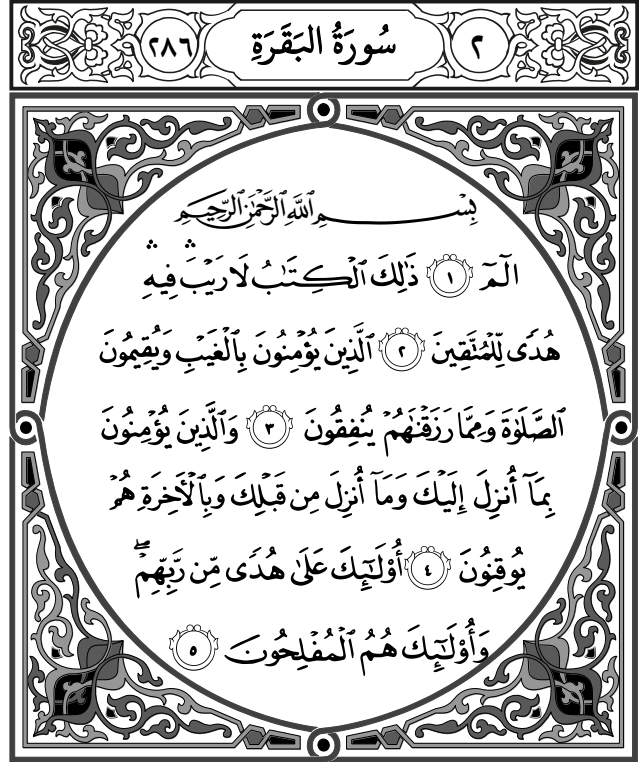 ٢ سُورَةُ البَقَرَةِ ٢٨٦
بِسْمِ ٱللَّهِ ٱلرَّحْمَٰنِ ٱلرَّحِيمِ
الٓمٓ ١ ذَٰلِكَ ٱلْكِتَٰبُ لَا رَيْبَ ۛ فِيهِ ۛ
هُدًى لِّلْمُتَّقِينَ ٢ ٱلَّذِينَ يُؤْمِنُونَ بِٱلْغَيْبِ وَيُقِيمُونَ
ٱلصَّلَوٰةَ وَمِمَّا رَزَقْنَٰهُمْ يُنفِقُونَ ٣ وَٱلَّذِينَ يُؤْمِنُونَ
بِمَآ أُنزِلَ إِلَيْكَ وَمَآ أُنزِلَ مِن قَبْلِكَ وَبِٱلْأَخِرَةِ هُمْ
يُوقِنُونَ ٤ أُوْلَٰٓئِكَ عَلَىٰ هُدًى مِّن رَّبِّهِمْ ۖ
وَأُوْلَٰٓئِكَ هُمُ ٱلْمُفْلِحُونَ ٥